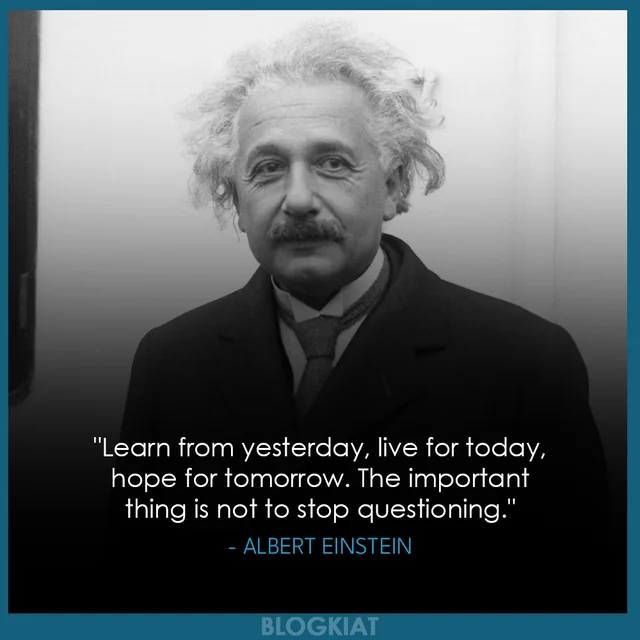 "Learn from yesterday, live for today,
hope for tomorrow. The important
thing is not to stop questioning."
- ALBERT EINSTEIN
BLOGKIAT